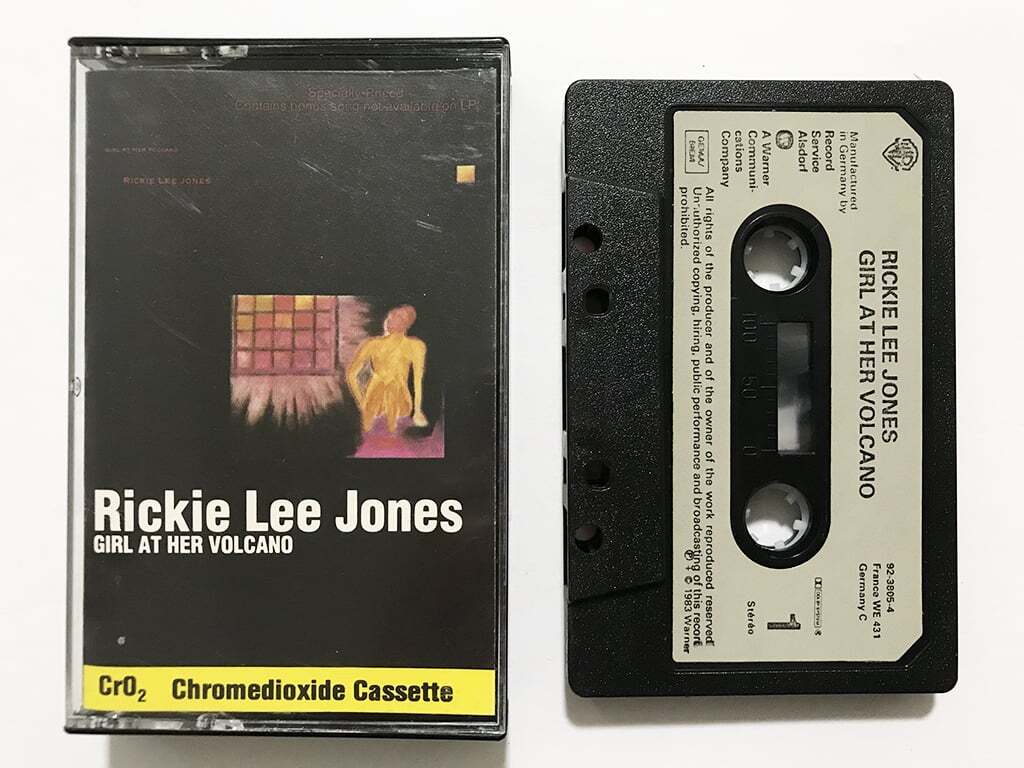 Specially Priced
Contains bonus song not available on LP
GIRL AT HER VOLCANO
RICKIE LEE JONES
Rickie Lee Jones
GIRL AT HER VOLCANO
CrO2 Chromedioxide Cassette
RICKIE LEE JONES
GIRL AT HER VOLCANO
Manufactured
in Germany by
Record
Service
Alsdorf
A Warner
Communi-
cations
Company
GEMA/
BIEM
All rights of the producer and of the owner of the work reproduced reserved
Unauthorized copying, hiring, public performance and broadcasting of this record
prohibited.
℗ + © 1983 Warner
92-3805-4
France WE 431
Germany C
Stéréo
1